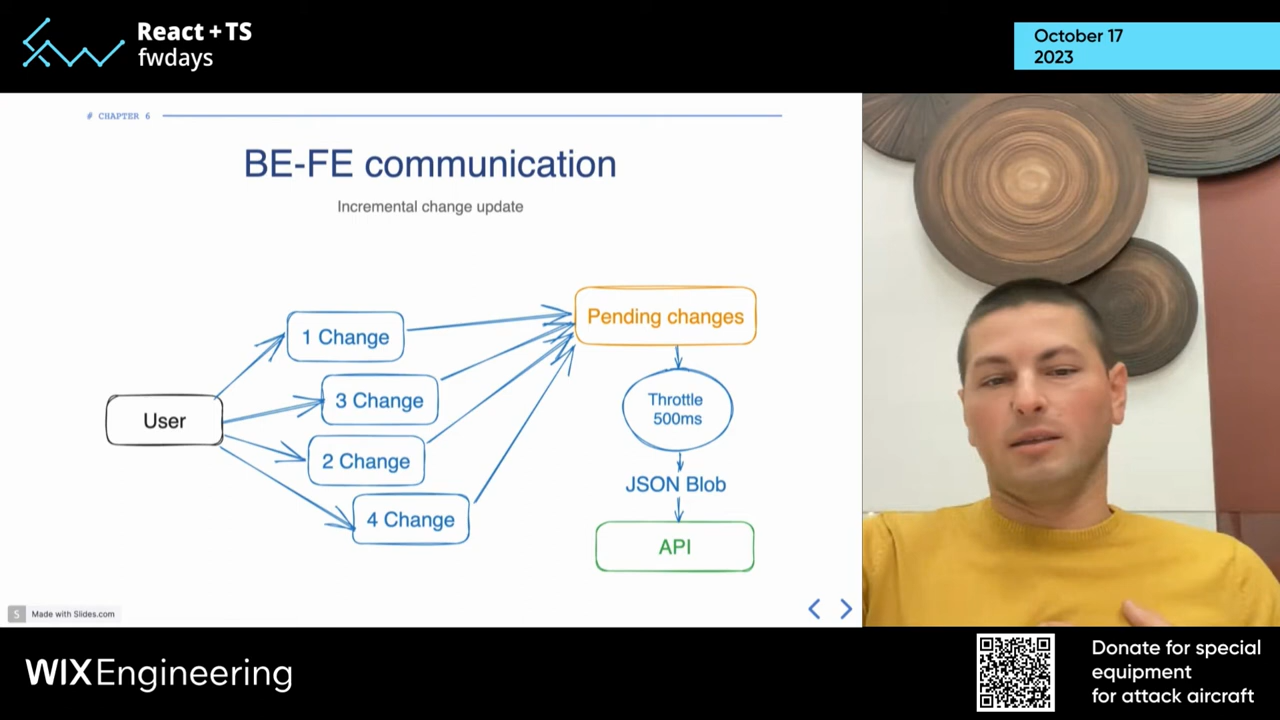 React + TS
fwdays
October 17
2023
# CHAPTER 6
BE-FE communication
Incremental change update
Pending changes
1 Change
3 Change
Throttle
500ms
User
2 Change
JSON Blob
4 Change
API
S Made with Slides.com
WIXEngineering
Donate for special
equipment
for attack aircraft